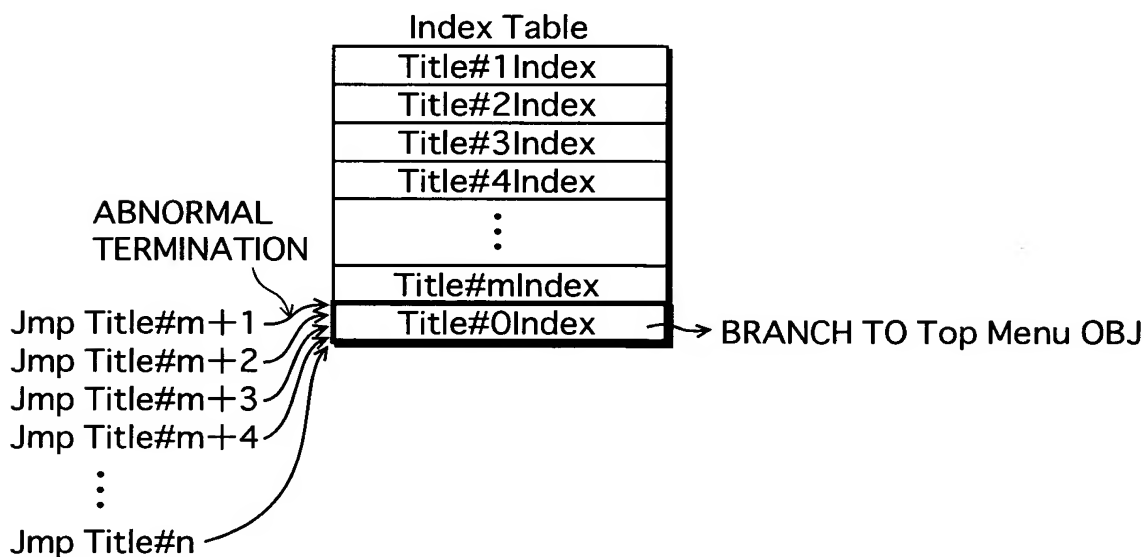 Index Table
Title#1Index
Title#2Index
Title#3Index
Title#4Index
⋮
Title#mIndex
Title#0Index
ABNORMAL
TERMINATION
Jmp Title#m+1
Jmp Title#m+2
Jmp Title#m+3
Jmp Title#m+4
⋮
Jmp Title#n
BRANCH TO Top Menu OBJ